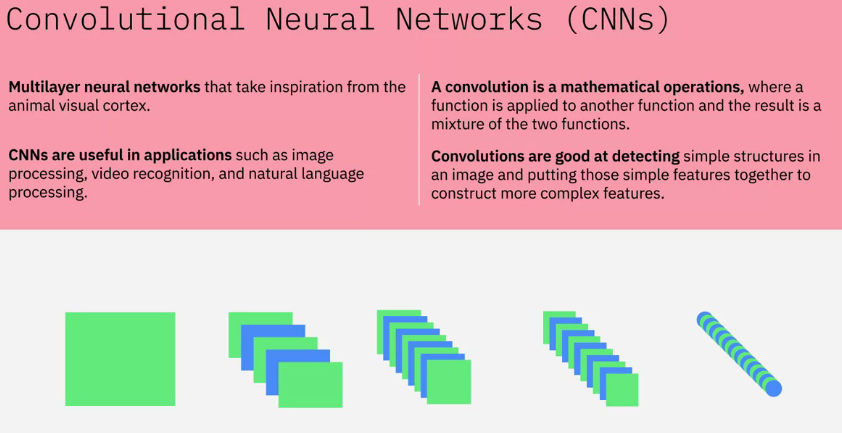 Convolutional Neural Networks (CNNs)
Multilayer neural networks that take inspiration from the
animal visual cortex.
CNNs are useful in applications such as image
processing, video recognition, and natural language
processing.
A convolution is a mathematical operations, where a
function is applied to another function and the result is a
mixture of the two functions.
Convolutions are good at detecting simple structures in
an image and putting those simple features together to
construct more complex features.